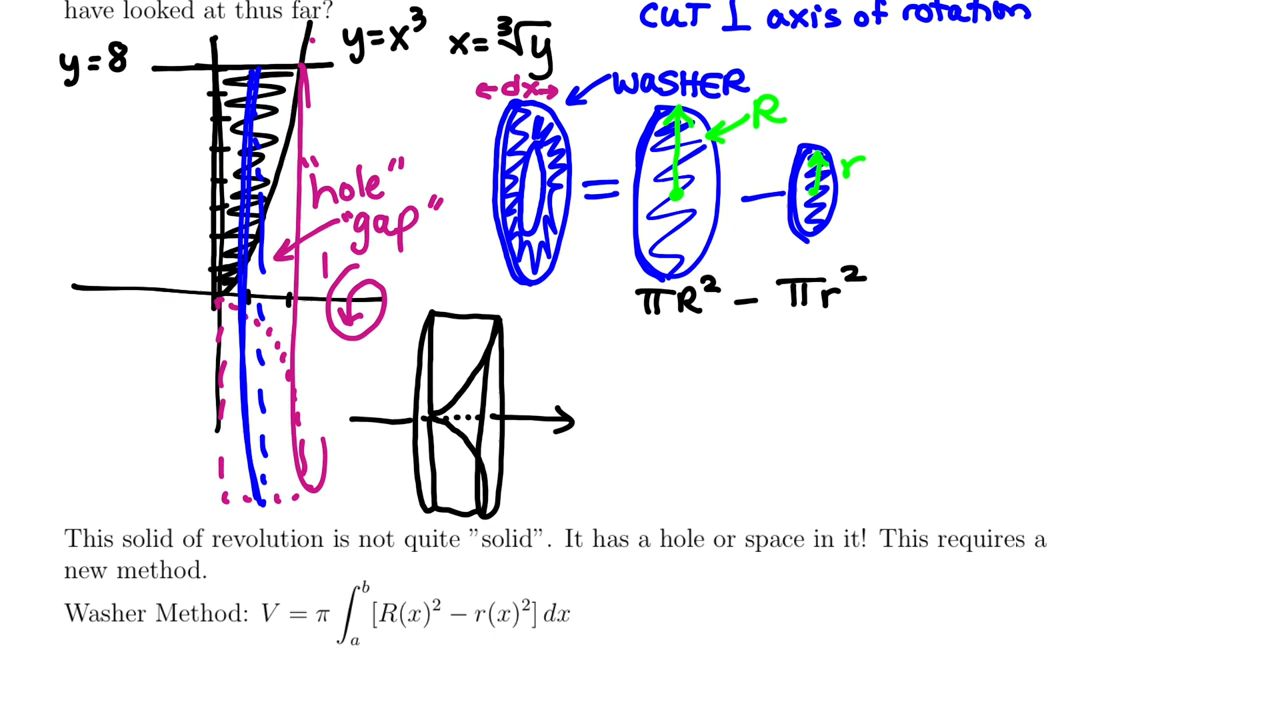 have looked at thus far?
CUT ⊥ axis of rotation
y=8
y=x³ x=∛y
dx
WASHER
R
r
=
−
"hole"
"gap"
πR² − πr²
This solid of revolution is not quite ”solid”. It has a hole or space in it! This requires a
new method.
Washer Method: V = π ∫ₐᵇ [R(x)² − r(x)²] dx